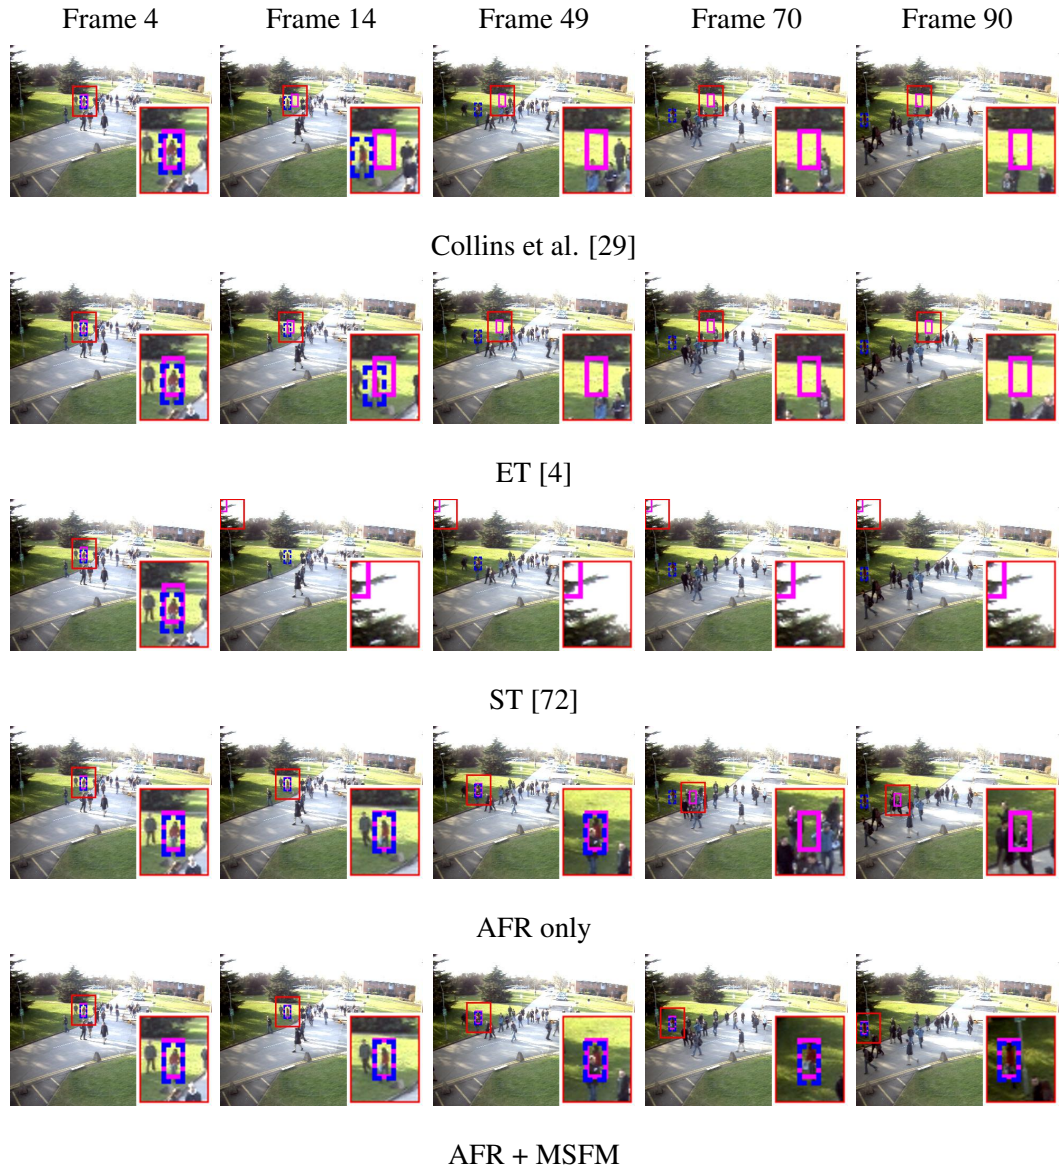 Frame 4 Frame 14 Frame 49 Frame 70 Frame 90
Collins et al. [29]
ET [4]
ST [72]
AFR only
AFR + MSFM